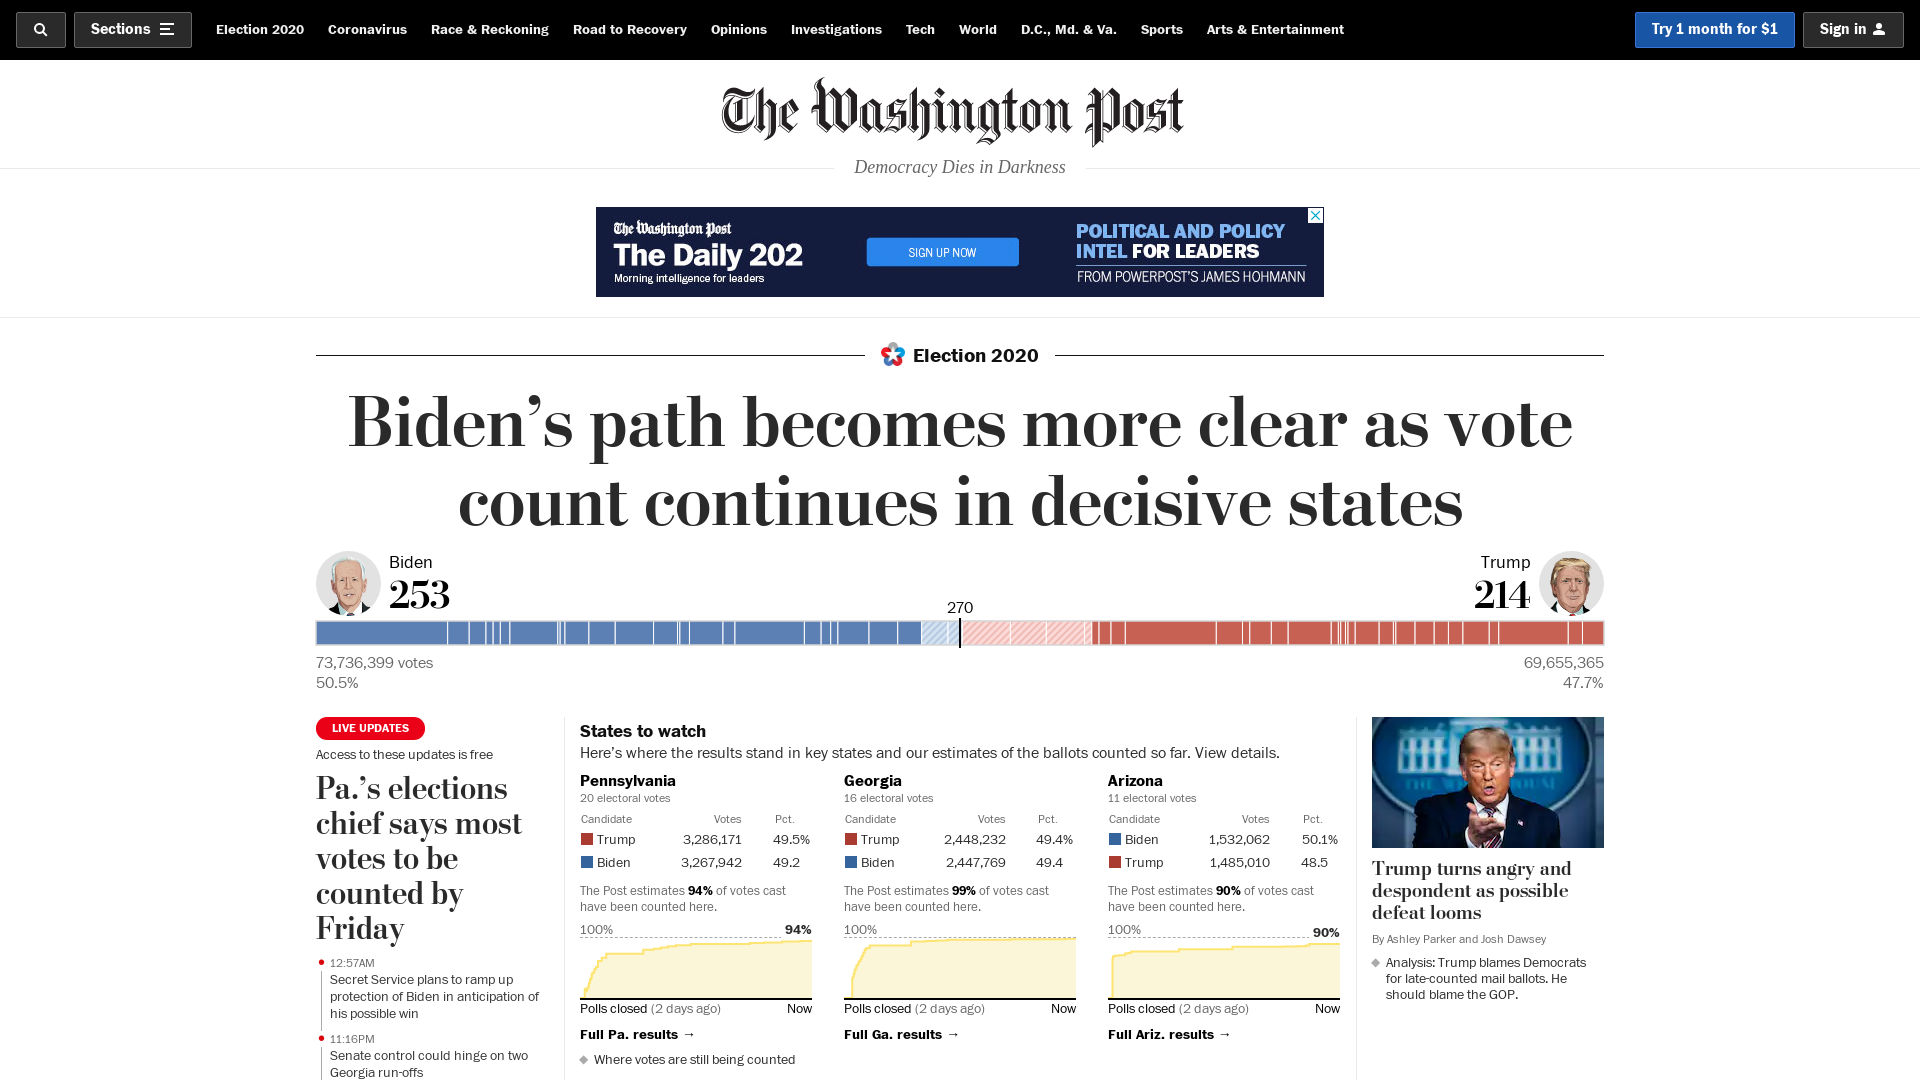 Sections
Election 2020
Coronavirus
Race & Reckoning
Road to Recovery
Opinions
Investigations
Tech
World
D.C., Md. & Va.
Sports
Arts & Entertainment
Try 1 month for $1
Sign in
The Washington Post
Democracy Dies in Darkness
The Washington Post
The Daily 202
Morning intelligence for leaders
SIGN UP NOW
POLITICAL AND POLICY
INTEL FOR LEADERS
FROM POWERPOST'S JAMES HOHMANN
Election 2020
Biden’s path becomes more clear as vote
count continues in decisive states
Biden
253
Trump
214
270
73,736,399 votes
50.5%
69,655,365
47.7%
LIVE UPDATES
Access to these updates is free
Pa.’s elections
chief says most
votes to be
counted by
Friday
12:57AM
Secret Service plans to ramp up
protection of Biden in anticipation of
his possible win
11:16PM
Senate control could hinge on two
Georgia run-offs
States to watch
Here’s where the results stand in key states and our estimates of the ballots counted so far. View details.
Pennsylvania
20 electoral votes
Candidate Votes Pct.
Trump 3,286,171 49.5%
Biden 3,267,942 49.2
The Post estimates 94% of votes cast
have been counted here.
100% 94%
Polls closed (2 days ago) Now
Full Pa. results →
Where votes are still being counted
Georgia
16 electoral votes
Candidate Votes Pct.
Trump 2,448,232 49.4%
Biden 2,447,769 49.4
The Post estimates 99% of votes cast
have been counted here.
100%
Polls closed (2 days ago) Now
Full Ga. results →
Arizona
11 electoral votes
Candidate Votes Pct.
Biden 1,532,062 50.1%
Trump 1,485,010 48.5
The Post estimates 90% of votes cast
have been counted here.
100% 90%
Polls closed (2 days ago) Now
Full Ariz. results →
Trump turns angry and
despondent as possible
defeat looms
By Ashley Parker and Josh Dawsey
Analysis: Trump blames Democrats
for late-counted mail ballots. He
should blame the GOP.